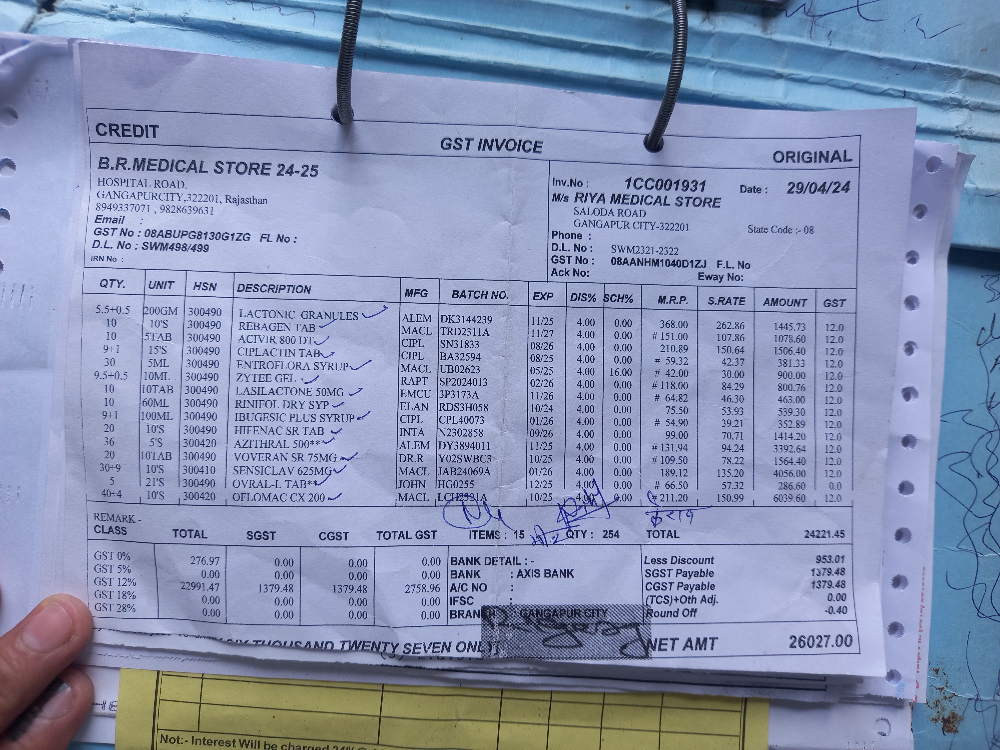 CREDIT
GST INVOICE
ORIGINAL
B.R.MEDICAL STORE 24-25
HOSPITAL ROAD,
GANGAPURCITY,322201, Rajasthan
8949337071 , 9828639631
Email :
GST No : 08ABUPG8130G1ZG FL No :
D.L. No : SWM498/499
IRN No :
Inv.No : 1CC001931 Date : 29/04/24
M/s RIYA MEDICAL STORE
SALODA ROAD
GANGAPUR CITY-322201 State Code :- 08
Phone :
D.L. No : SWM2321-2322
GST No : 08AANHM1040D1ZJ F.L. No
Ack No: Eway No:
QTY. UNIT HSN DESCRIPTION MFG BATCH NO. EXP DIS% SCH% M.R.P. S.RATE AMOUNT GST
5.5+0.5 200GM 300490 LACTONIC GRANULES ALEM DK3144239 11/25 4.00 0.00 368.00 262.86 1445.73 12.0
10 10'S 300490 REBAGEN TAB MACL TRD2311A 11/27 4.00 0.00 # 151.00 107.86 1078.60 12.0
10 5TAB 300490 ACIVIR 800 DT CIPL SN31833 08/26 4.00 0.00 210.89 150.64 1506.40 12.0
9+1 15'S 300490 CIPLACTIN TAB CIPL BA32594 08/25 4.00 0.00 # 59.32 42.37 381.33 12.0
30 5ML 300490 ENTROFLORA SYRUP MACL UB02623 05/25 4.00 16.00 # 42.00 30.00 900.00 12.0
9.5+0.5 10ML 300490 ZYTEE GEL RAPT SP2024013 02/26 4.00 0.00 # 118.00 84.29 800.76 12.0
10 10TAB 300490 LASILACTONE 50MG EMCU 3P3173A 11/26 4.00 0.00 # 64.82 46.30 463.00 12.0
10 60ML 300490 RINIFOL DRY SYP ELAN RDS3H058 10/24 4.00 0.00 75.50 53.93 539.30 12.0
9+1 100ML 300490 IBUGESIC PLUS SYRUP CIPL CPL40073 01/26 4.00 0.00 # 54.90 39.21 352.89 12.0
20 10'S 300490 HIFENAC SR TAB INTA N2302858 09/26 4.00 0.00 99.00 70.71 1414.20 12.0
36 5'S 300420 AZITHRAL 500** ALEM DY3894011 11/25 4.00 0.00 # 131.94 94.24 3392.64 12.0
20 10TAB 300490 VOVERAN SR 75MG DR.R 10/25 4.00 0.00 # 109.50 78.22 1564.40 12.0
30+9 10'S 300410 SENSICLAV 625MG MACL JAB24069A 01/26 4.00 0.00 189.12 135.20 4056.00 12.0
5 21'S 300490 OVRAL-L TAB** JOHN HG0255 12/25 4.00 0.00 # 66.50 57.32 286.60 0.0
40+4 10'S 300420 OFLOMAC CX 200 MACL 10/25 4.00 0.00 # 211.20 150.99 6039.60 12.0
REMARK -
CLASS TOTAL SGST CGST TOTAL GST ITEMS : 15 QTY : 254 TOTAL 24221.45
GST 0% 276.97 0.00 0.00 0.00 BANK DETAIL : - Less Discount 953.01
GST 5% 0.00 0.00 0.00 0.00 BANK : AXIS BANK SGST Payable 1379.48
GST 12% 22991.47 1379.48 1379.48 2758.96 A/C NO : CGST Payable 1379.48
GST 18% 0.00 0.00 0.00 0.00 IFSC : (TCS)+Oth Adj. 0.00
GST 28% 0.00 0.00 0.00 0.00 GANGAPUR CITY Round Off -0.40
THOUSAND TWENTY SEVEN ONLY NET AMT 26027.00
Not:- Interest Will be charged 24%